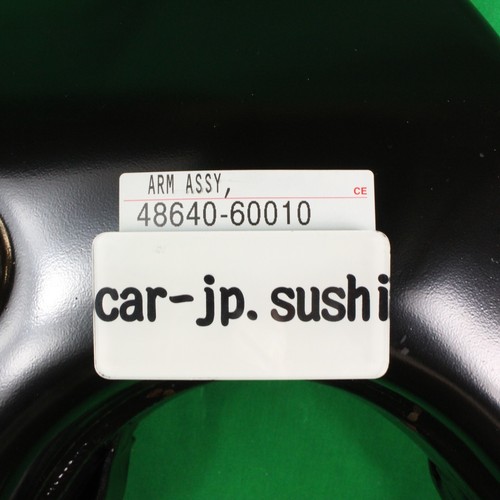 ARM ASSY,
CE
48640-60010
car-jp.sushi